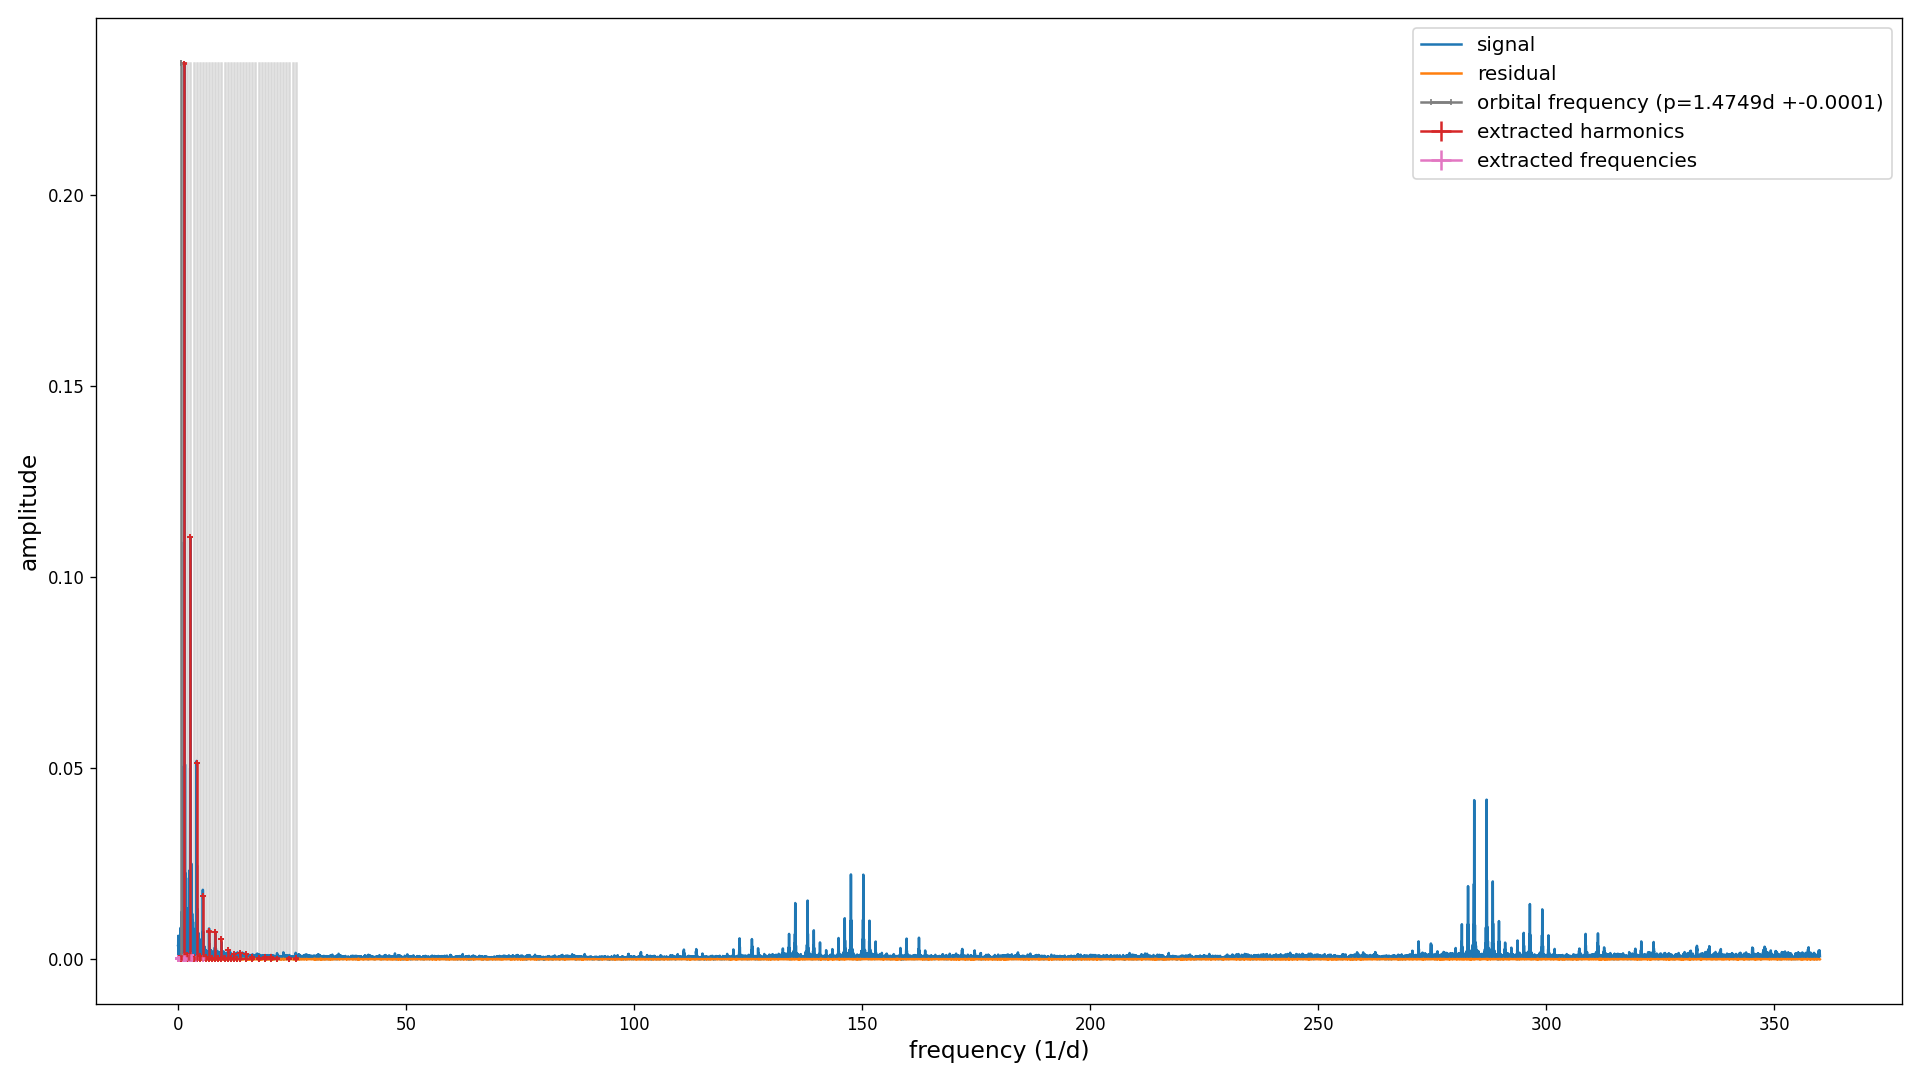 signal
residual
orbital frequency (p=1.4749d +-0.0001)
extracted harmonics
extracted frequencies
0.20
0.15
0.10
0.05
0.00
amplitude
0 50 100 150 200 250 300 350
frequency (1/d)